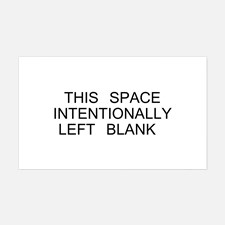 THIS SPACE
INTENTIONALLY
LEFT BLANK